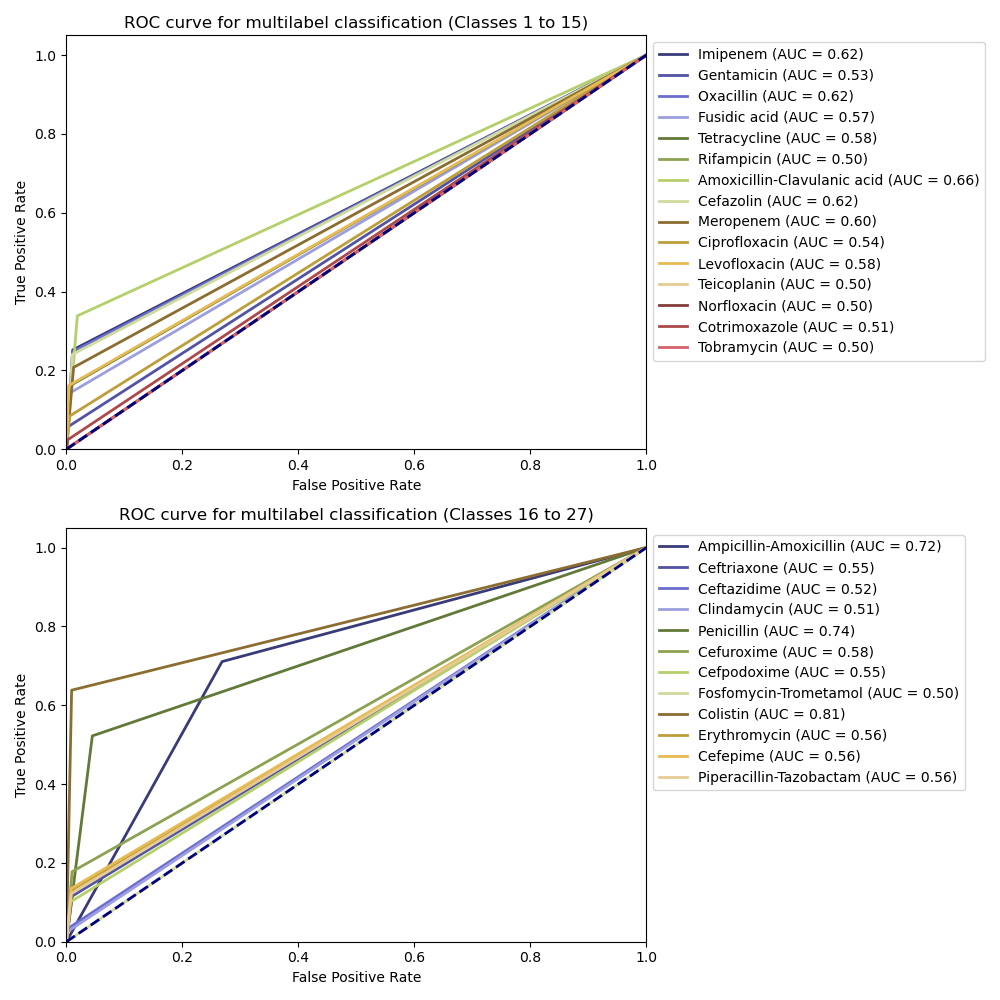 ROC curve for multilabel classification (Classes 1 to 15)
1.0
0.8
0.6
0.4
0.2
0.0
True Positive Rate
0.0 0.2 0.4 0.6 0.8 1.0
False Positive Rate
Imipenem (AUC = 0.62)
Gentamicin (AUC = 0.53)
Oxacillin (AUC = 0.62)
Fusidic acid (AUC = 0.57)
Tetracycline (AUC = 0.58)
Rifampicin (AUC = 0.50)
Amoxicillin-Clavulanic acid (AUC = 0.66)
Cefazolin (AUC = 0.62)
Meropenem (AUC = 0.60)
Ciprofloxacin (AUC = 0.54)
Levofloxacin (AUC = 0.58)
Teicoplanin (AUC = 0.50)
Norfloxacin (AUC = 0.50)
Cotrimoxazole (AUC = 0.51)
Tobramycin (AUC = 0.50)
ROC curve for multilabel classification (Classes 16 to 27)
1.0
0.8
0.6
0.4
0.2
0.0
True Positive Rate
0.0 0.2 0.4 0.6 0.8 1.0
False Positive Rate
Ampicillin-Amoxicillin (AUC = 0.72)
Ceftriaxone (AUC = 0.55)
Ceftazidime (AUC = 0.52)
Clindamycin (AUC = 0.51)
Penicillin (AUC = 0.74)
Cefuroxime (AUC = 0.58)
Cefpodoxime (AUC = 0.55)
Fosfomycin-Trometamol (AUC = 0.50)
Colistin (AUC = 0.81)
Erythromycin (AUC = 0.56)
Cefepime (AUC = 0.56)
Piperacillin-Tazobactam (AUC = 0.56)